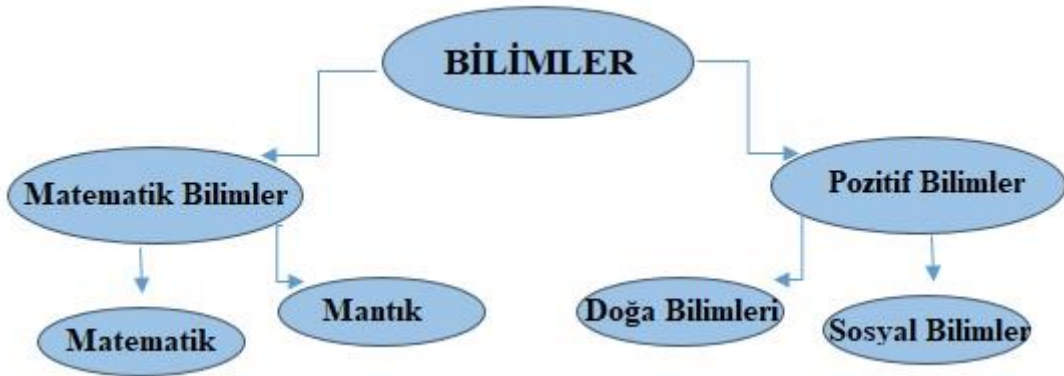 BİLİMLER
Matematik Bilimler
Pozitif Bilimler
Matematik
Mantık
Doğa Bilimleri
Sosyal Bilimler